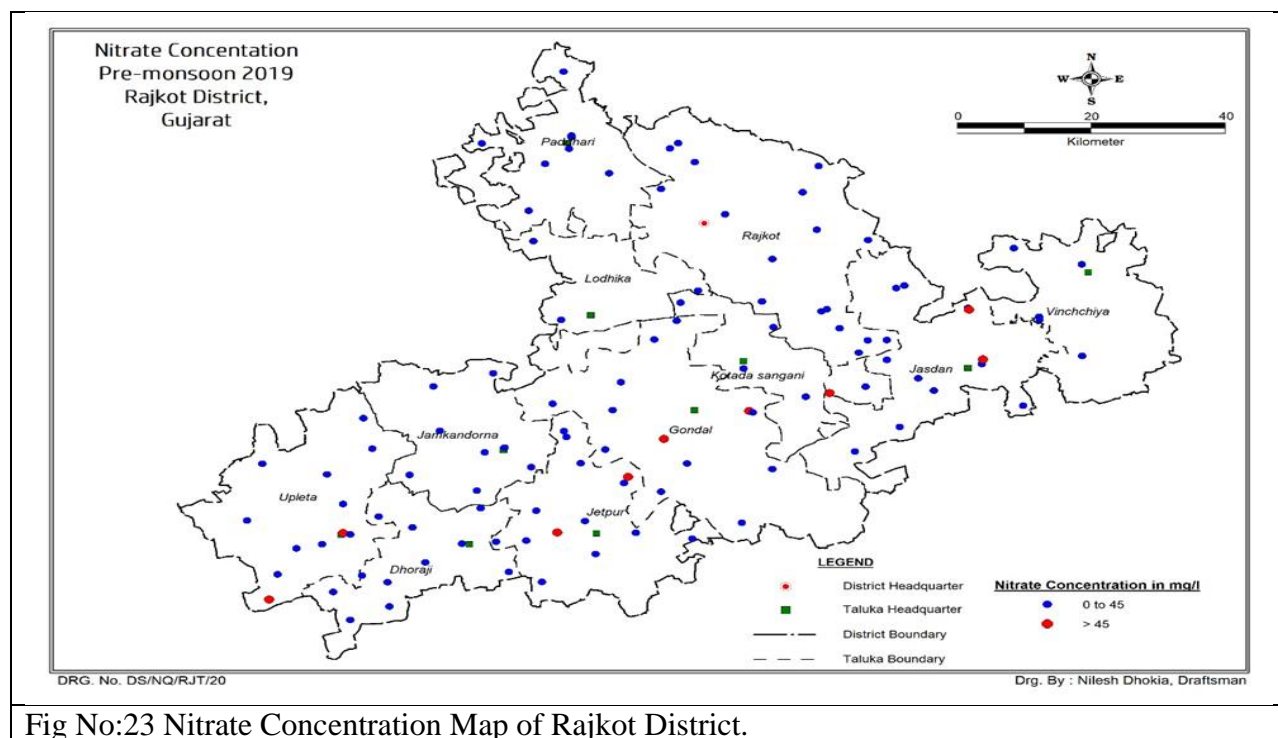 Nitrate Concentation
Pre-monsoon 2019
Rajkot District,
Gujarat
N
W E
S
0 20 40
Kilometer
Paddhari
Rajkot
Lodhika
Vinchchiya
Kotada sangani
Jasdan
Gondal
Jamkandorna
Upleta
Jetpur
Dhoraji
LEGEND
District Headquarter
Taluka Headquarter
District Boundary
Taluka Boundary
Nitrate Concentration in mg/l
0 to 45
> 45
DRG. No. DS/NQ/RJT/20
Drg. By : Nilesh Dhokia, Draftsman
Fig No:23 Nitrate Concentration Map of Rajkot District.